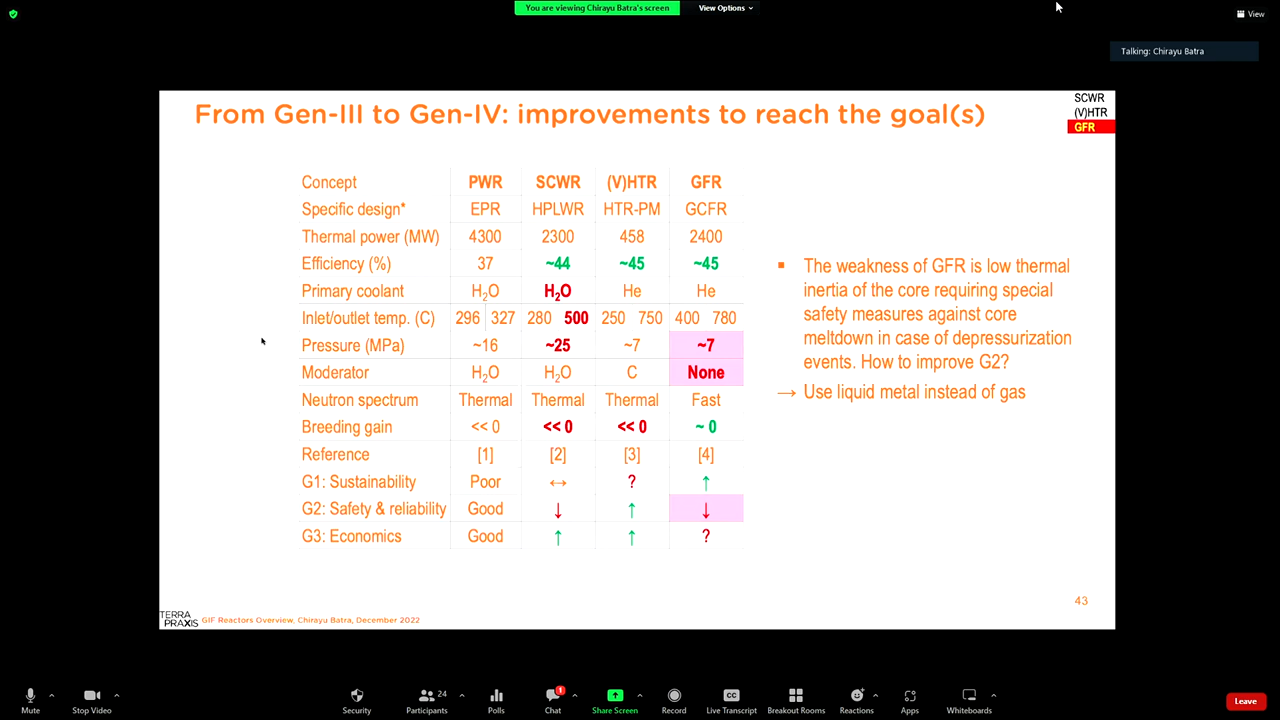 You are viewing Chirayu Batra's screen
View Options
View
Talking: Chirayu Batra
From Gen-III to Gen-IV: improvements to reach the goal(s)
SCWR
(V)HTR
GFR
Concept PWR SCWR (V)HTR GFR
Specific design* EPR HPLWR HTR-PM GCFR
Thermal power (MW) 4300 2300 458 2400
Efficiency (%) 37 ~44 ~45 ~45
Primary coolant H₂O H₂O He He
Inlet/outlet temp. (C) 296 327 280 500 250 750 400 780
Pressure (MPa) ~16 ~25 ~7 ~7
Moderator H₂O H₂O C None
Neutron spectrum Thermal Thermal Thermal Fast
Breeding gain << 0 << 0 << 0 ~ 0
Reference [1] [2] [3] [4]
G1: Sustainability Poor ↔ ? ↑
G2: Safety & reliability Good ↓ ↑ ↓
G3: Economics Good ↑ ↑ ?
▪ The weakness of GFR is low thermal
inertia of the core requiring special
safety measures against core
meltdown in case of depressurization
events. How to improve G2?
→ Use liquid metal instead of gas
43
TERRA
PRAXIS
GIF Reactors Overview, Chirayu Batra, December 2022
Mute
Stop Video
Security
Participants 24
Polls
Chat 1
Share Screen
Record
CC
Live Transcript
Breakout Rooms
Reactions
Apps
Whiteboards
Leave